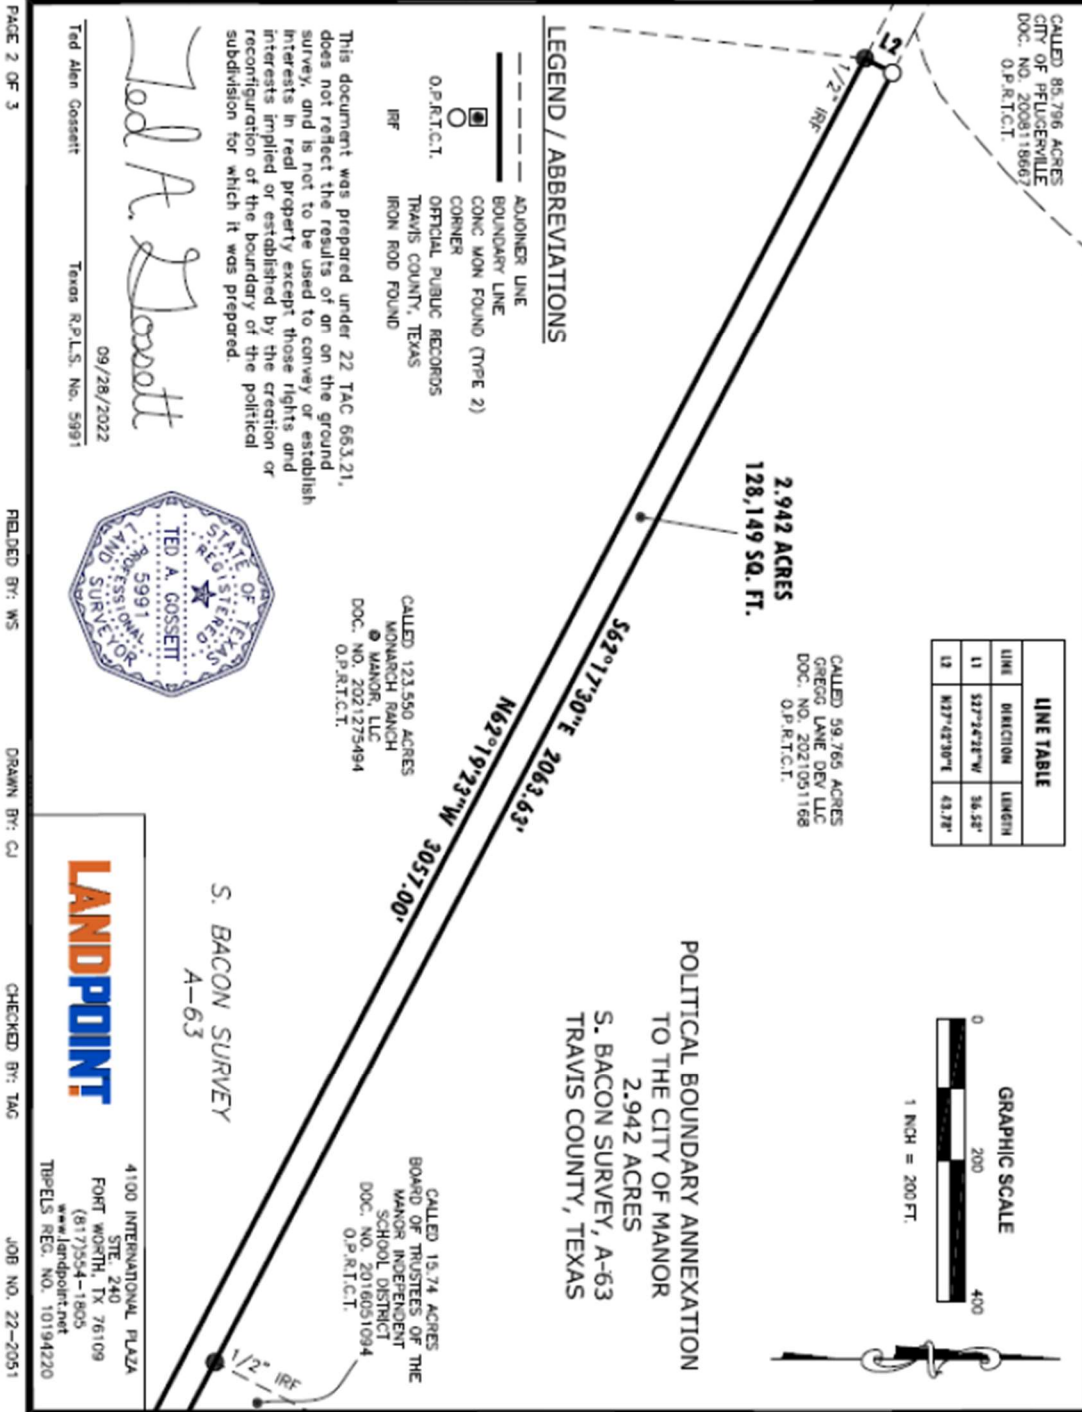 CALLED 85.796 ACRES
CITY OF PFLUGERVILLE
DOC. NO. 2008118667
O.P.R.T.C.T.
L2
1/2" IRF
LINE TABLE
LINE DIRECTION LENGTH
L1 S27°24'28"W 36.58'
L2 N27°42'30"E 43.78'
GRAPHIC SCALE
0 200 400
1 INCH = 200 FT.
2.942 ACRES
128,149 SQ. FT.
CALLED 59.765 ACRES
GREGG LANE DEV LLC
DOC. NO. 2021051168
O.P.R.T.C.T.
POLITICAL BOUNDARY ANNEXATION
TO THE CITY OF MANOR
2.942 ACRES
S. BACON SURVEY, A-63
TRAVIS COUNTY, TEXAS
S62°17'30"E 2063.63'
N62°19'23"W 3057.00'
LEGEND / ABBREVIATIONS
ADJOINER LINE
BOUNDARY LINE
CONC MON FOUND (TYPE 2)
CORNER
O.P.R.T.C.T. OFFICIAL PUBLIC RECORDS
TRAVIS COUNTY, TEXAS
IRF IRON ROD FOUND
CALLED 123.550 ACRES
MONARCH RANCH
@ MANOR, LLC
DOC. NO. 2021275494
O.P.R.T.C.T.
CALLED 15.74 ACRES
BOARD OF TRUSTEES OF THE
MANOR INDEPENDENT
SCHOOL DISTRICT
DOC. NO. 2016051094
O.P.R.T.C.T.
1/2" IRF
S. BACON SURVEY
A-63
This document was prepared under 22 TAC 663.21,
does not reflect the results of an on the ground
survey, and is not to be used to convey or establish
interests in real property except those rights and
interests implied or established by the creation or
reconfiguration of the boundary of the political
subdivision for which it was prepared.
Ted A. Gossett
09/28/2022
Ted Alen Gossett Texas R.P.L.S. No. 5991
STATE OF TEXAS
REGISTERED
TED A. GOSSETT
5991
PROFESSIONAL
LAND SURVEYOR
LANDPOINT
4100 INTERNATIONAL PLAZA
STE. 240
FORT WORTH, TX 76109
(817)554-1805
www.landpoint.net
TBPELS REG. NO. 10194220
PAGE 2 OF 3 FIELDED BY: WS DRAWN BY: CJ CHECKED BY: TAG JOB NO. 22-2051